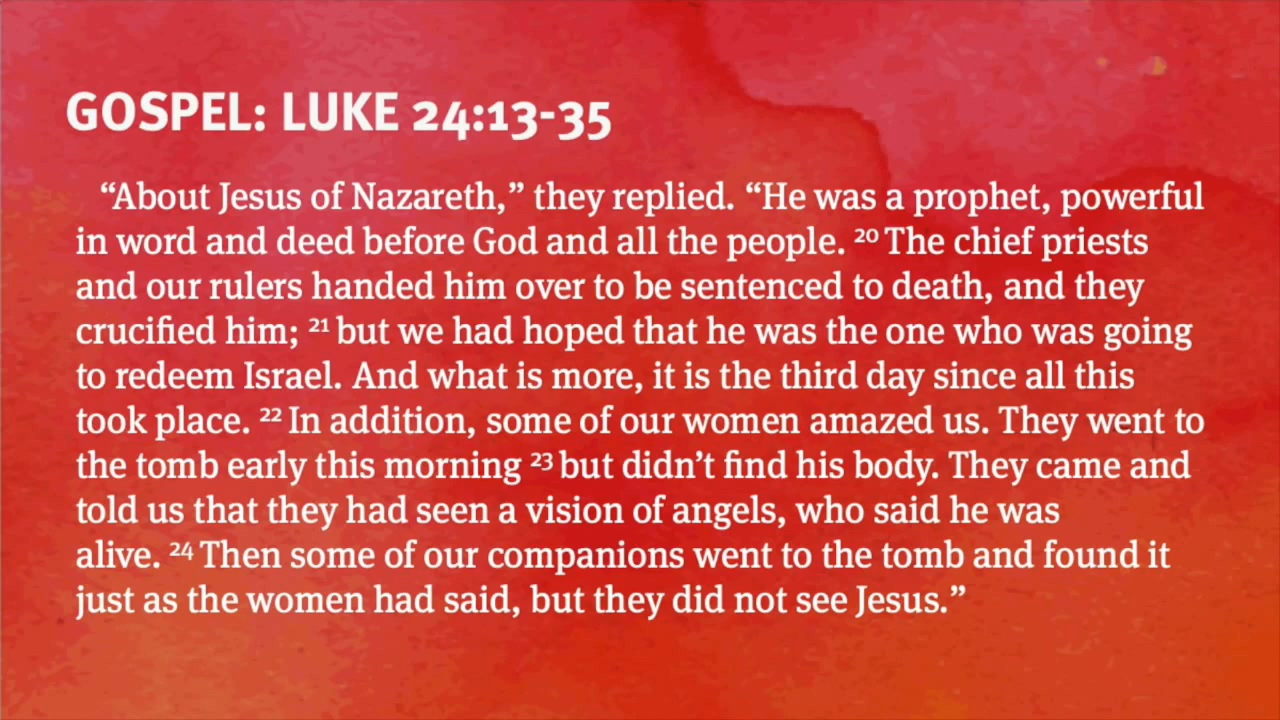 GOSPEL: LUKE 24:13-35
“About Jesus of Nazareth,” they replied. “He was a prophet, powerful
in word and deed before God and all the people. ²⁰ The chief priests
and our rulers handed him over to be sentenced to death, and they
crucified him; ²¹ but we had hoped that he was the one who was going
to redeem Israel. And what is more, it is the third day since all this
took place. ²² In addition, some of our women amazed us. They went to
the tomb early this morning ²³ but didn’t find his body. They came and
told us that they had seen a vision of angels, who said he was
alive. ²⁴ Then some of our companions went to the tomb and found it
just as the women had said, but they did not see Jesus.”